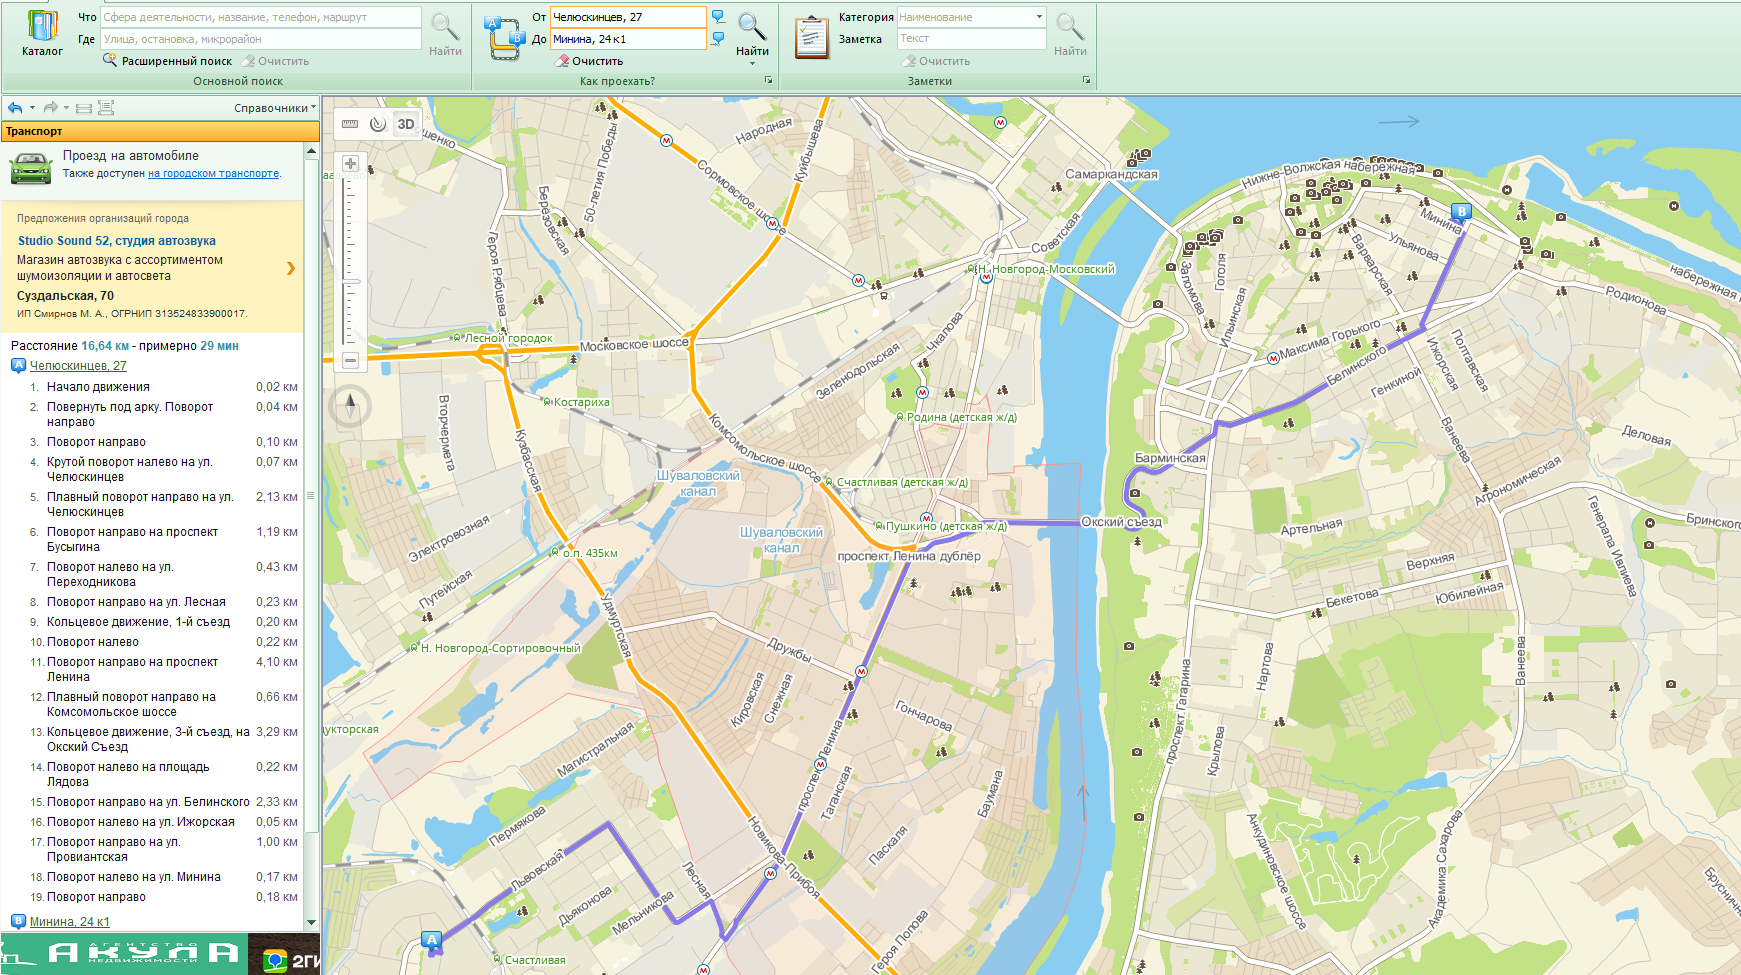 Что
Сфера деятельности, название, телефон, маршрут
Где
Улица, остановка, микрорайон
Каталог
Найти
Расширенный поиск
Очистить
Основной поиск
От
Челюскинцев, 27
До
Минина, 24 к1
Найти
Очистить
Как проехать?
Категория
Наименование
Заметка
Текст
Найти
Очистить
Заметки
Справочники
Транспорт
Проезд на автомобиле
Также доступен на городском транспорте.
Предложения организаций города
Studio Sound 52, студия автозвука
Магазин автозвука с ассортиментом
шумоизоляции и автосвета
Суздальская, 70
ИП Смирнов М. А., ОГРНИП 313524833900017.
Расстояние 16,64 км - примерно 29 мин
A Челюскинцев, 27
1. Начало движения 0,02 км
2. Повернуть под арку. Поворот 0,04 км
направо
3. Поворот направо 0,10 км
4. Крутой поворот налево на ул. 0,07 км
Челюскинцев
5. Плавный поворот направо на ул. 2,13 км
Челюскинцев
6. Поворот направо на проспект 1,19 км
Бусыгина
7. Поворот налево на ул. 0,43 км
Переходникова
8. Поворот направо на ул. Лесная 0,23 км
9. Кольцевое движение, 1-й съезд 0,20 км
10. Поворот налево 0,22 км
11. Поворот направо на проспект 4,10 км
Ленина
12. Плавный поворот направо на 0,66 км
Комсомольское шоссе
13. Кольцевое движение, 3-й съезд, на 3,29 км
Окский Съезд
14. Поворот налево на площадь 0,22 км
Лядова
15. Поворот направо на ул. Белинского 2,33 км
16. Поворот налево на ул. Ижорская 0,05 км
17. Поворот направо на ул. 1,00 км
Провиантская
18. Поворот налево на ул. Минина 0,17 км
19. Поворот направо 0,18 км
B Минина, 24 к1
АГЕНТСТВО
АКУЛА
НЕДВИЖИМОСТИ
2ГИ
3D
Народная
50-летия Победы
Куйбышева
Сормовское шоссе
Берёзовская
Героя Рябцева
Самаркандская
Советская
Н. Новгород-Московский
Нижне-Волжская набережная
B
Минина
Ульянова
Варварская
Гоголя
Заломова
Ильинская
Родионова
набережная
Лесной городок
Московское шоссе
Чкалова
Зеленодольская
Максима Горького
Белинского
Генкиной
Ижорская
Полтавская
Костариха
Вторчермета
Кузбасская
Комсомольское шоссе
Родина (детская ж/д)
Барминская
Ванеева
Деловая
Шуваловский
канал
Счастливая (детская ж/д)
Агрономическая
Электровозная
Шуваловский
канал
Пушкино (детская ж/д)
Окский съезд
Артельная
Генерала Ивлиева
Бринского
о.п. 435км
проспект Ленина дублёр
Верхняя
Путейская
Удмуртская
Бекетова
Юбилейная
Н. Новгород-Сортировочный
Дружбы
Кировская
Снежная
Гончарова
проспект Гагарина
Нартова
Ванеева
Магистральная
проспект Ленина
Таганская
Баумана
Крылова
Пермякова
Новикова-Прибоя
Паскаля
Анкудиновское шоссе
Академика Сахарова
Львовская
Лесная
Дьяконова
Мельникова
Героя Попова
A
Счастливая